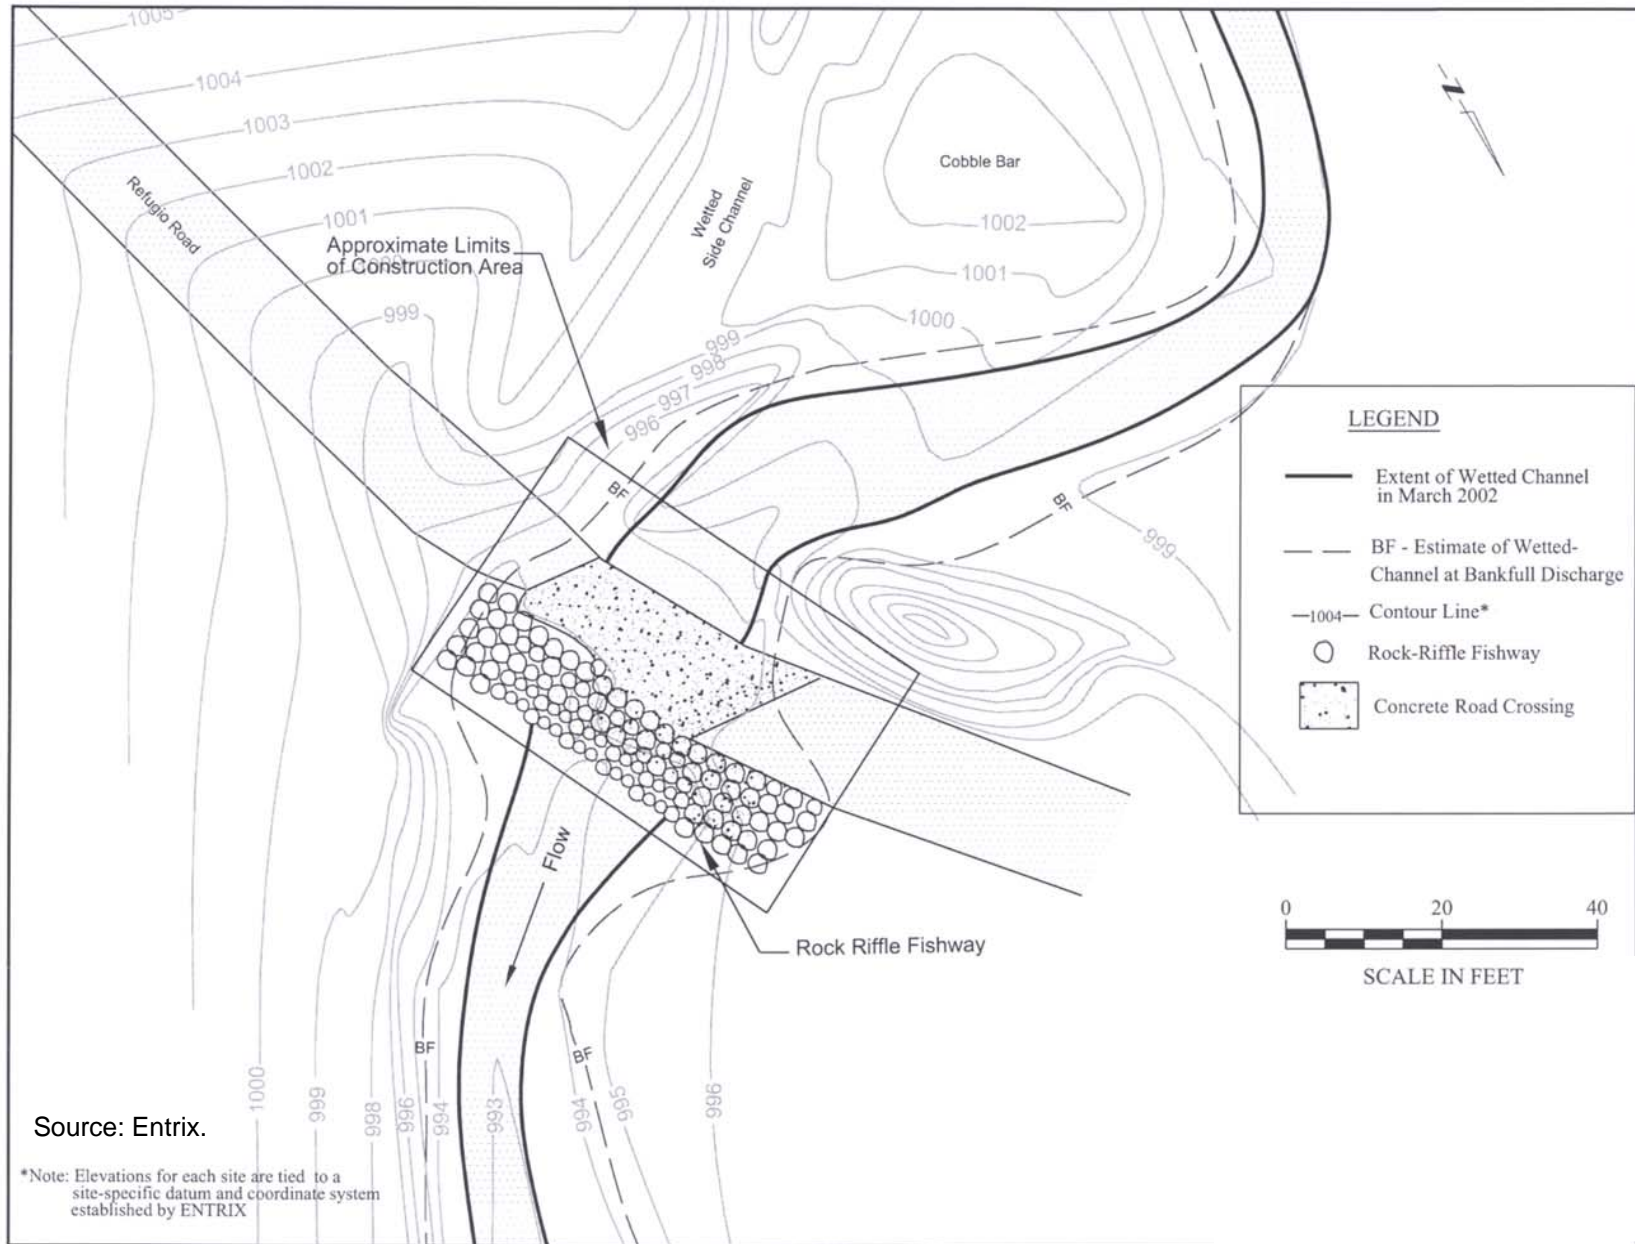 1005
1004
1003
1002
1001
999
Refugio Road
Approximate Limits
of Construction Area
Wetted
Side Channel
Cobble Bar
1002
1001
1000
999
998
997
996
N
BF
BF
999
LEGEND
Extent of Wetted Channel
in March 2002
BF - Estimate of Wetted-
Channel at Bankfull Discharge
1004 Contour Line*
Rock-Riffle Fishway
Concrete Road Crossing
Flow
Rock Riffle Fishway
0 20 40
SCALE IN FEET
BF
BF
1000
999
998
996
994
993
994
995
996
Source: Entrix.
*Note: Elevations for each site are tied to a
site-specific datum and coordinate system
established by ENTRIX